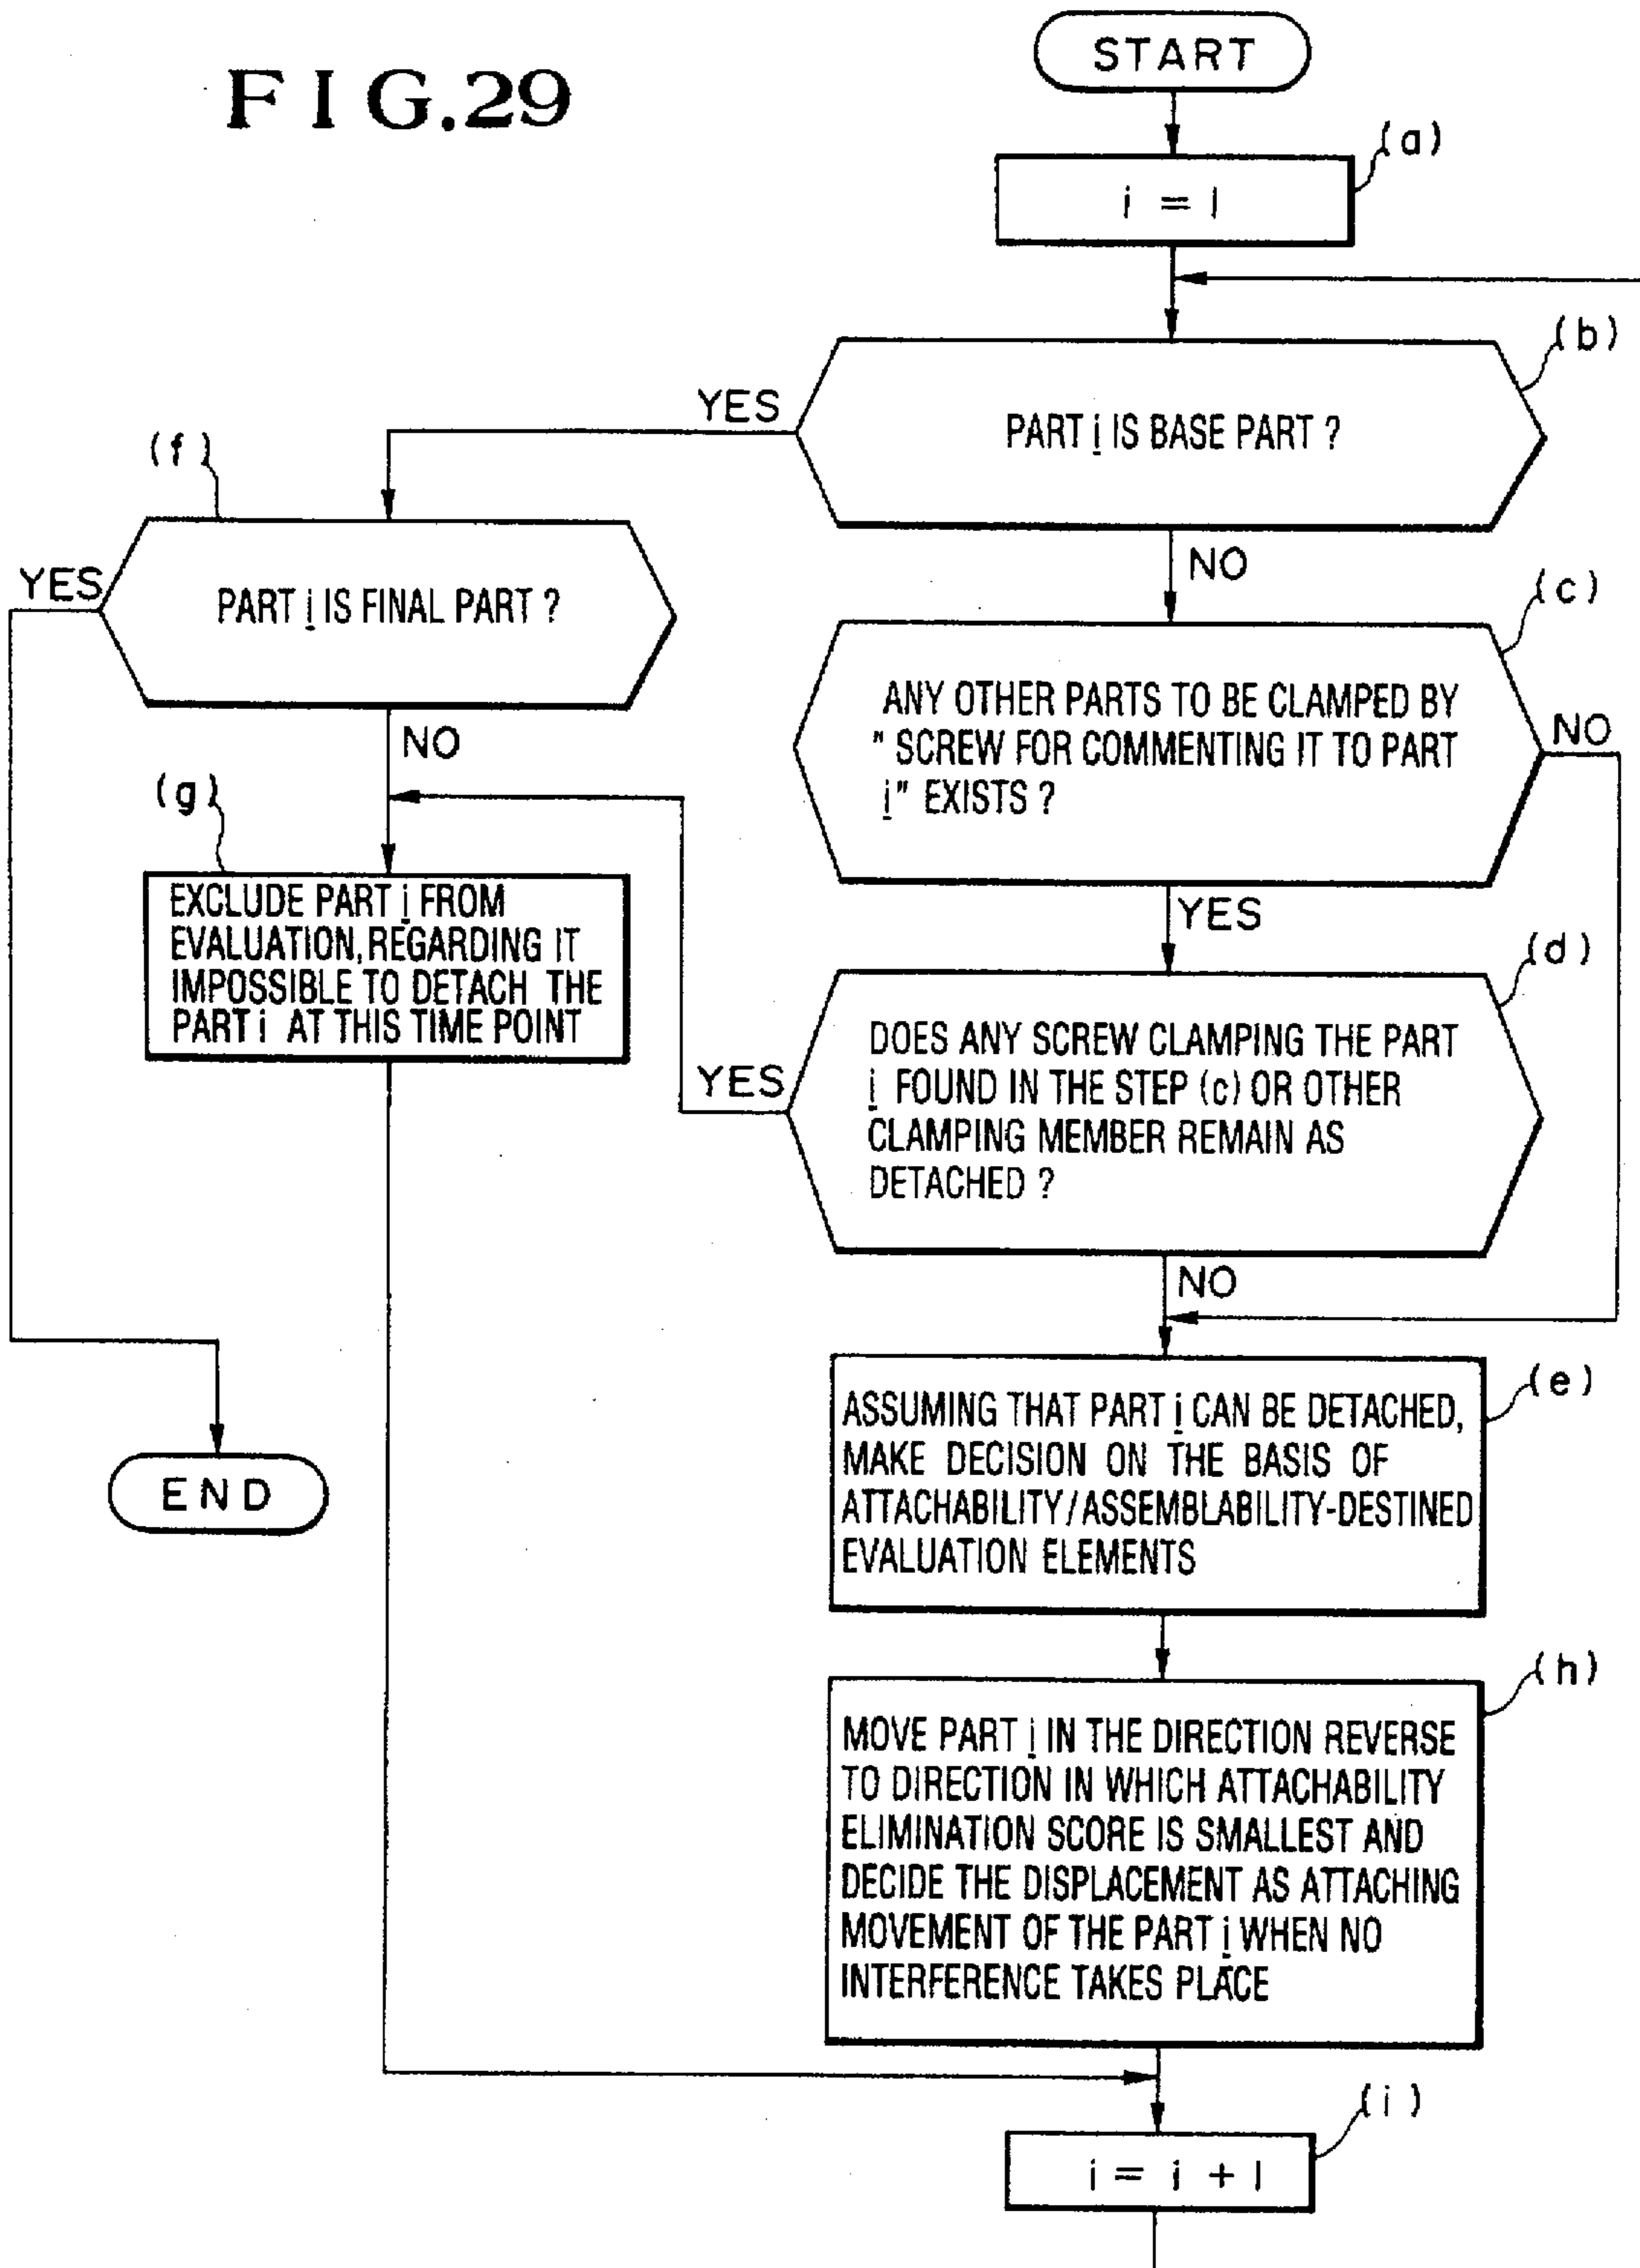 FIG.29
START
(a)
i = 1
(b)
PART i IS BASE PART ?
YES
NO
(f)
PART i IS FINAL PART ?
YES
NO
(c)
ANY OTHER PARTS TO BE CLAMPED BY
" SCREW FOR COMMENTING IT TO PART
i" EXISTS ?
NO
YES
(g)
EXCLUDE PART i FROM
EVALUATION, REGARDING IT
IMPOSSIBLE TO DETACH THE
PART i AT THIS TIME POINT
(d)
DOES ANY SCREW CLAMPING THE PART
i FOUND IN THE STEP (c) OR OTHER
CLAMPING MEMBER REMAIN AS
DETACHED ?
YES
NO
END
(e)
ASSUMING THAT PART i CAN BE DETACHED,
MAKE DECISION ON THE BASIS OF
ATTACHABILITY/ASSEMBLABILITY-DESTINED
EVALUATION ELEMENTS
(h)
MOVE PART i IN THE DIRECTION REVERSE
TO DIRECTION IN WHICH ATTACHABILITY
ELIMINATION SCORE IS SMALLEST AND
DECIDE THE DISPLACEMENT AS ATTACHING
MOVEMENT OF THE PART i WHEN NO
INTERFERENCE TAKES PLACE
(i)
i = i + 1